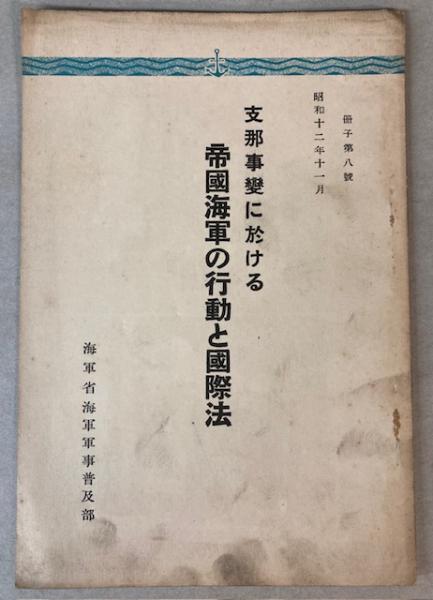 冊子第八號
昭和十二年十一月
支那事變に於ける
帝國海軍の行動と國際法
海軍省海軍軍事普及部